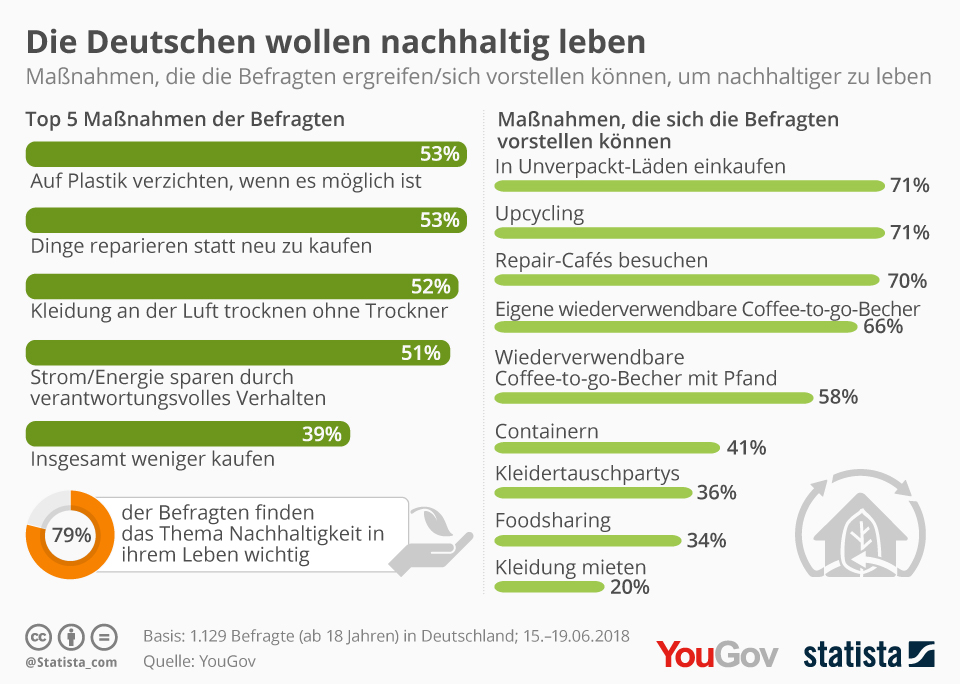 Die Deutschen wollen nachhaltig leben
Maßnahmen, die die Befragten ergreifen/sich vorstellen können, um nachhaltiger zu leben
Top 5 Maßnahmen der Befragten
53%
Auf Plastik verzichten, wenn es möglich ist
53%
Dinge reparieren statt neu zu kaufen
52%
Kleidung an der Luft trocknen ohne Trockner
51%
Strom/Energie sparen durch
verantwortungsvolles Verhalten
39%
Insgesamt weniger kaufen
79%
der Befragten finden
das Thema Nachhaltigkeit in
ihrem Leben wichtig
Maßnahmen, die sich die Befragten
vorstellen können
In Unverpackt-Läden einkaufen
71%
Upcycling
71%
Repair-Cafés besuchen
70%
Eigene wiederverwendbare Coffee-to-go-Becher
66%
Wiederverwendbare
Coffee-to-go-Becher mit Pfand
58%
Containern
41%
Kleidertauschpartys
36%
Foodsharing
34%
Kleidung mieten
20%
cc
@Statista_com
Basis: 1.129 Befragte (ab 18 Jahren) in Deutschland; 15.–19.06.2018
Quelle: YouGov
YouGov
statista